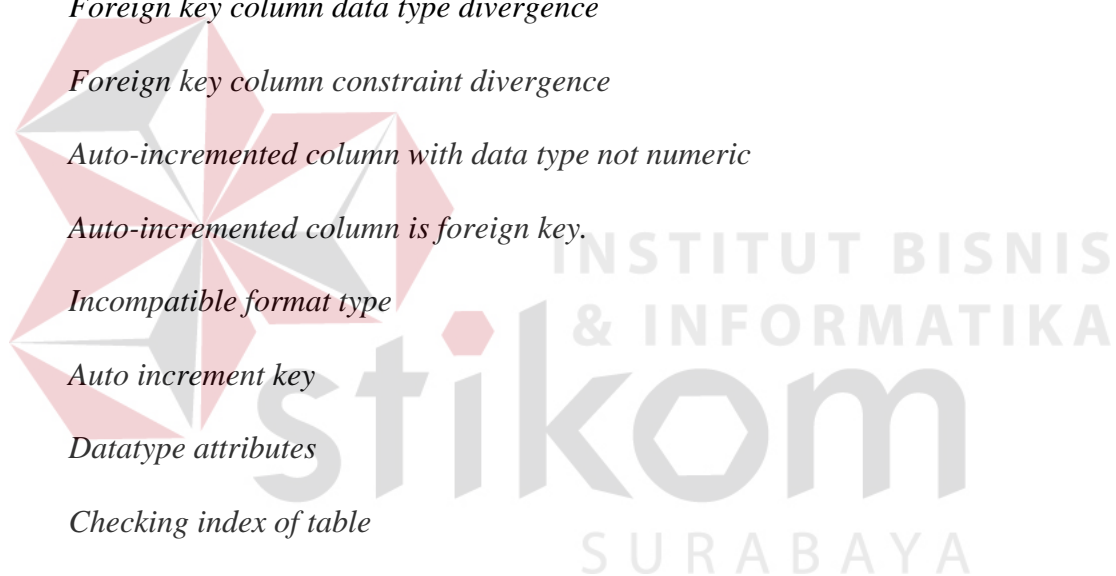 Foreign key column data type divergence
Foreign key column constraint divergence
Auto-incremented column with data type not numeric
Auto-incremented column is foreign key.
Incompatible format type
Auto increment key
Datatype attributes
Checking index of table
INSTITUT BISNIS
& INFORMATIKA
stikom
SURABAYA